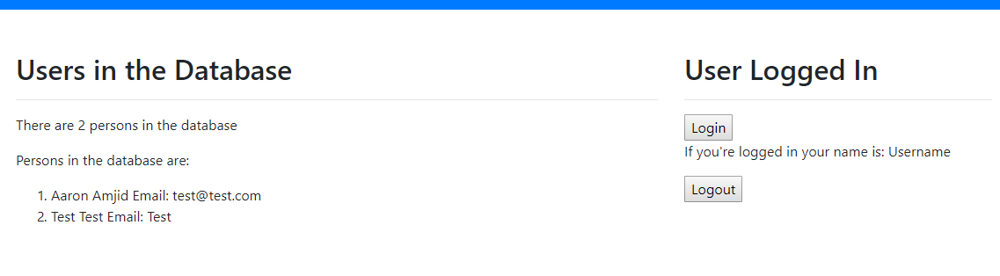 Users in the Database
There are 2 persons in the database
Persons in the database are:
1. Aaron Amjid Email: test@test.com
2. Test Test Email: Test
User Logged In
Login
If you're logged in your name is: Username
Logout